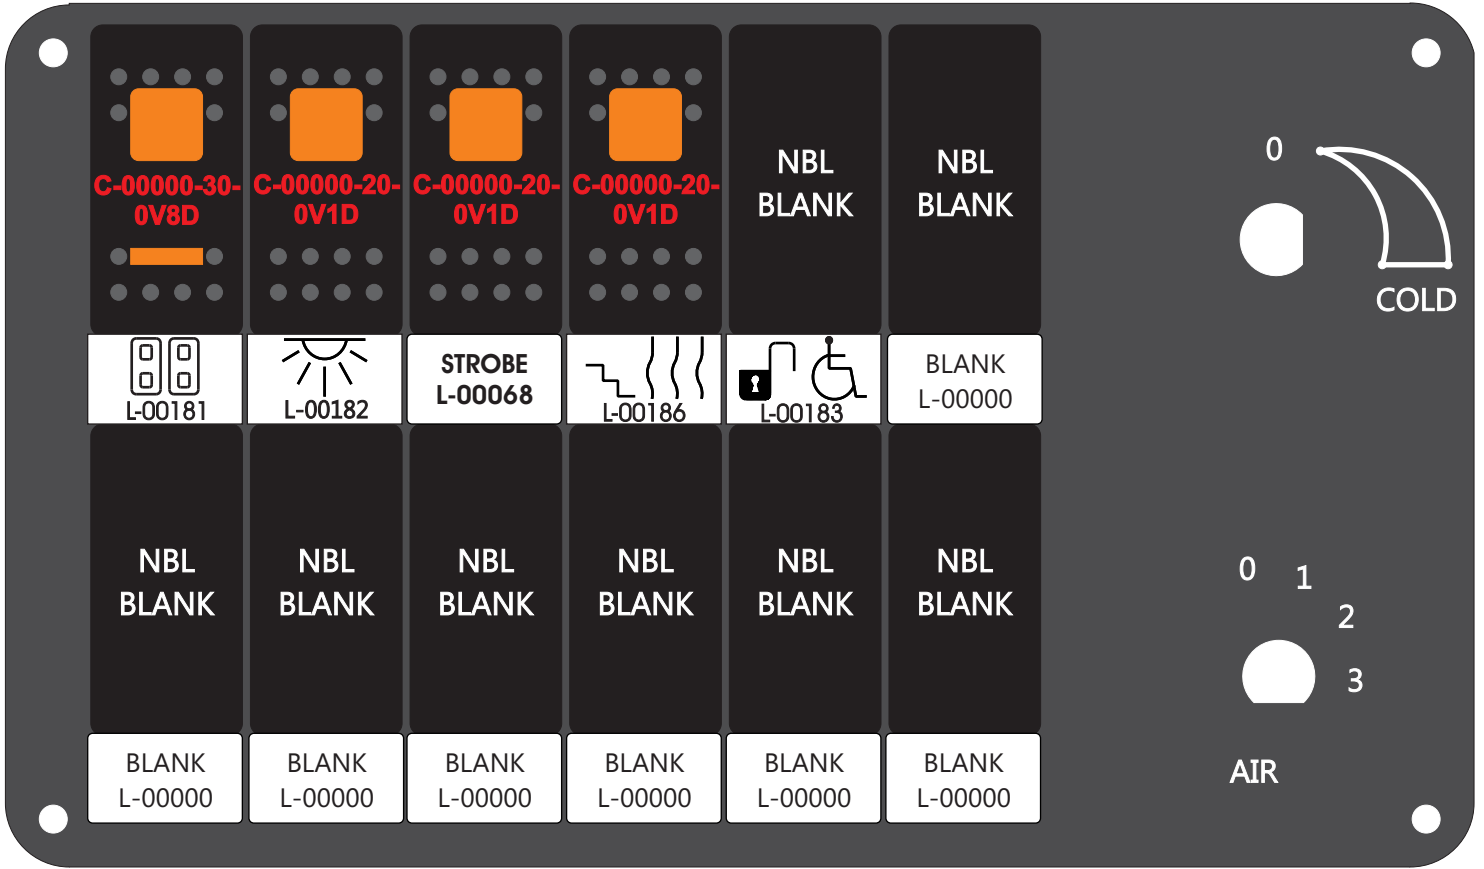 C-00000-30-
0V8D
C-00000-20-
0V1D
C-00000-20-
0V1D
C-00000-20-
0V1D
NBL
BLANK
NBL
BLANK
L-00181
L-00182
STROBE
L-00068
L-00186
L-00183
BLANK
L-00000
NBL
BLANK
NBL
BLANK
NBL
BLANK
NBL
BLANK
NBL
BLANK
NBL
BLANK
BLANK
L-00000
BLANK
L-00000
BLANK
L-00000
BLANK
L-00000
BLANK
L-00000
BLANK
L-00000
0
COLD
0
1
2
3
AIR